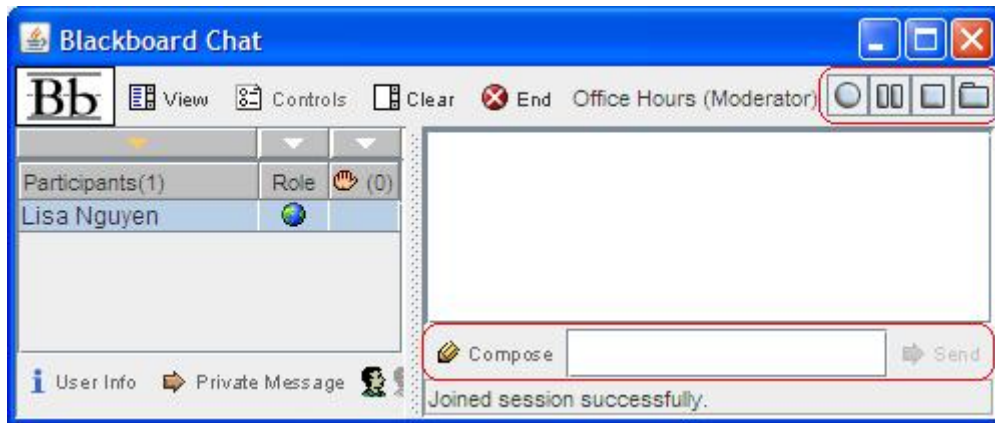 Blackboard Chat
Bb View Controls Clear End Office Hours (Moderator)
Participants(1) Role (0)
Lisa Nguyen
Compose Send
User Info Private Message
Joined session successfully.